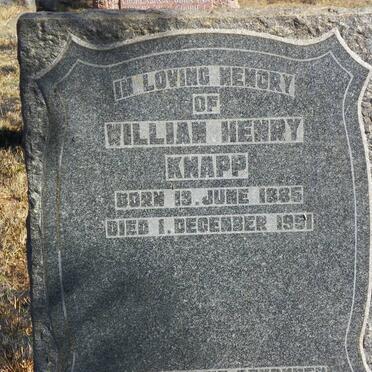 IN LOVING MEMORY
OF
WILLIAM HENRY
KNAPP
BORN 13. JUNE 1885
DIED 1. DECEMBER 1951